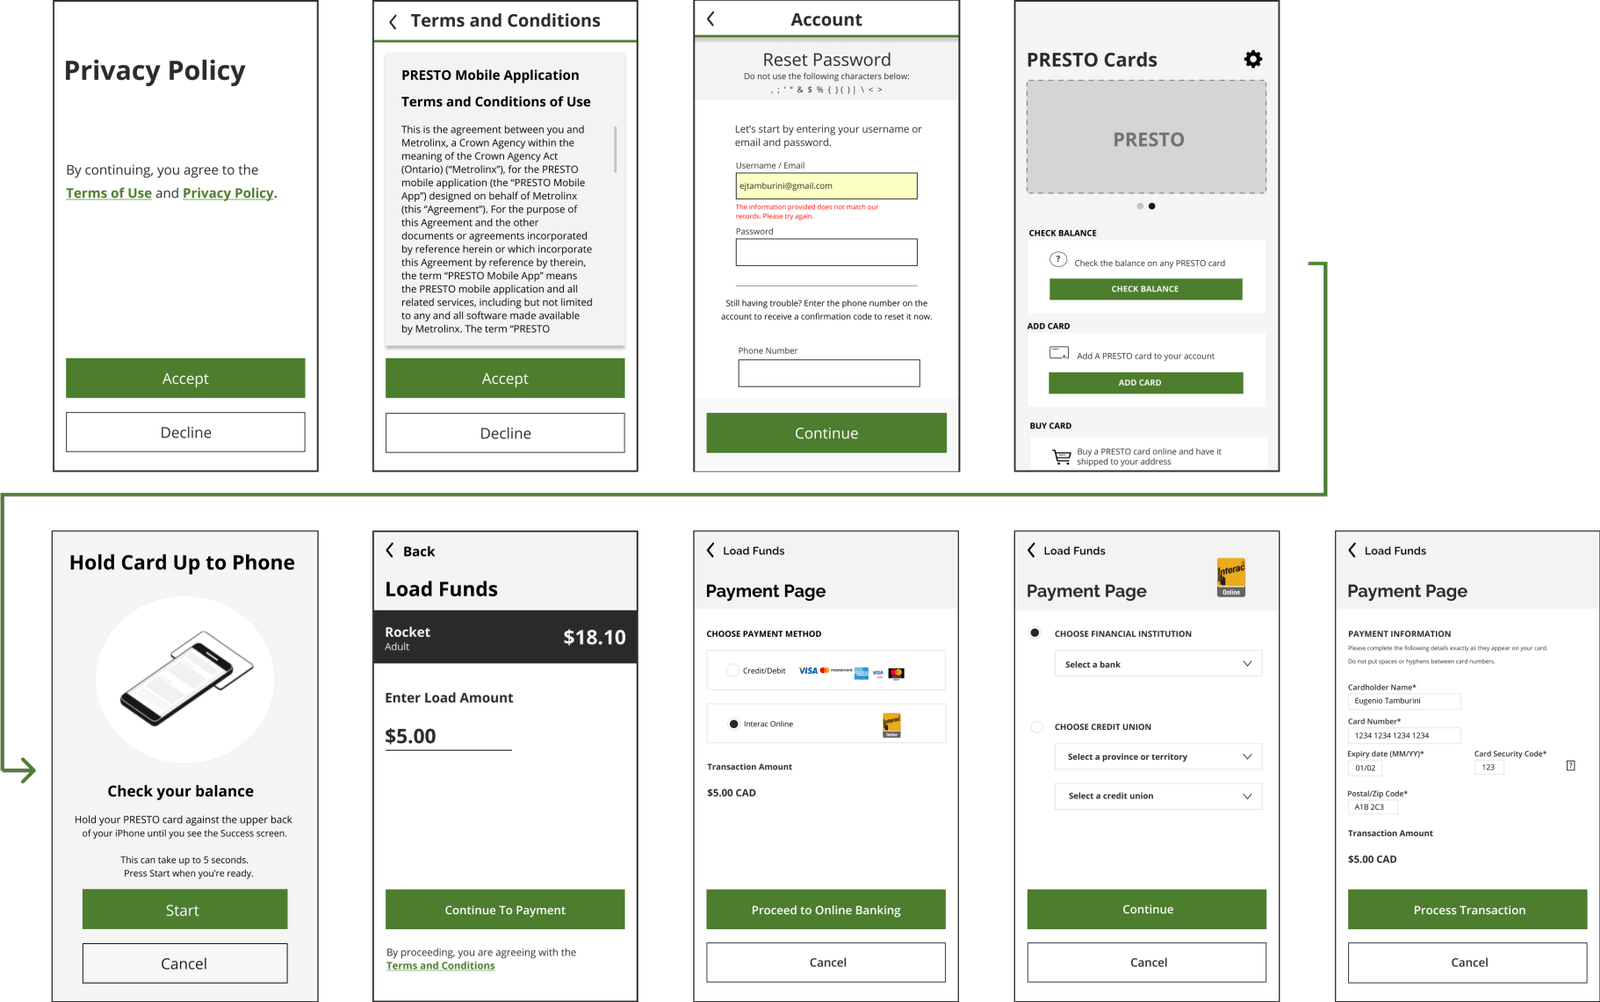 Privacy Policy
By continuing, you agree to the
Terms of Use and Privacy Policy.
Accept
Decline
Terms and Conditions
PRESTO Mobile Application
Terms and Conditions of Use
This is the agreement between you and
Metrolinx, a Crown Agency within the
meaning of the Crown Agency Act
(Ontario) (“Metrolinx”), for the PRESTO
mobile application (the “PRESTO Mobile
App”) designed on behalf of Metrolinx
(this “Agreement”). For the purpose of
this Agreement and the other
documents or agreements incorporated
by reference herein or which incorporate
this Agreement by reference by therein,
the term “PRESTO Mobile App” means
the PRESTO mobile application and all
related services, including but not limited
to any and all software made available
by Metrolinx. The term “PRESTO
Accept
Decline
Account
Reset Password
Do not use the following characters below:
, ; ‘ “ & $ % { } ( ) | \ < >
Let’s start by entering your username or
email and password.
Username / Email
ejtamburini@gmail.com
The information provided does not match our
records. Please try again.
Password
Still having trouble? Enter the phone number on the
account to receive a confirmation code to reset it now.
Phone Number
Continue
PRESTO Cards
PRESTO
CHECK BALANCE
? Check the balance on any PRESTO card
CHECK BALANCE
ADD CARD
Add A PRESTO card to your account
ADD CARD
BUY CARD
Buy a PRESTO card online and have it
shipped to your address
Hold Card Up to Phone
Check your balance
Hold your PRESTO card against the upper back
of your iPhone until you see the Success screen.
This can take up to 5 seconds.
Press Start when you’re ready.
Start
Cancel
Back
Load Funds
Rocket
Adult
$18.10
Enter Load Amount
$5.00
Continue To Payment
By proceeding, you are agreeing with the
Terms and Conditions
Load Funds
Payment Page
CHOOSE PAYMENT METHOD
Credit/Debit VISA mastercard VISA
Interac Online
Transaction Amount
$5.00 CAD
Proceed to Online Banking
Cancel
Load Funds
Payment Page
Interac
Online
CHOOSE FINANCIAL INSTITUTION
Select a bank
CHOOSE CREDIT UNION
Select a province or territory
Select a credit union
Continue
Cancel
Load Funds
Payment Page
PAYMENT INFORMATION
Please complete the following details exactly as they appear on your card.
Do not put spaces or hyphens between card numbers.
Cardholder Name*
Eugenio Tamburini
Card Number*
1234 1234 1234 1234
Expiry date (MM/YY)* Card Security Code*
01/02 123 ?
Postal/Zip Code*
A1B 2C3
Transaction Amount
$5.00 CAD
Process Transaction
Cancel